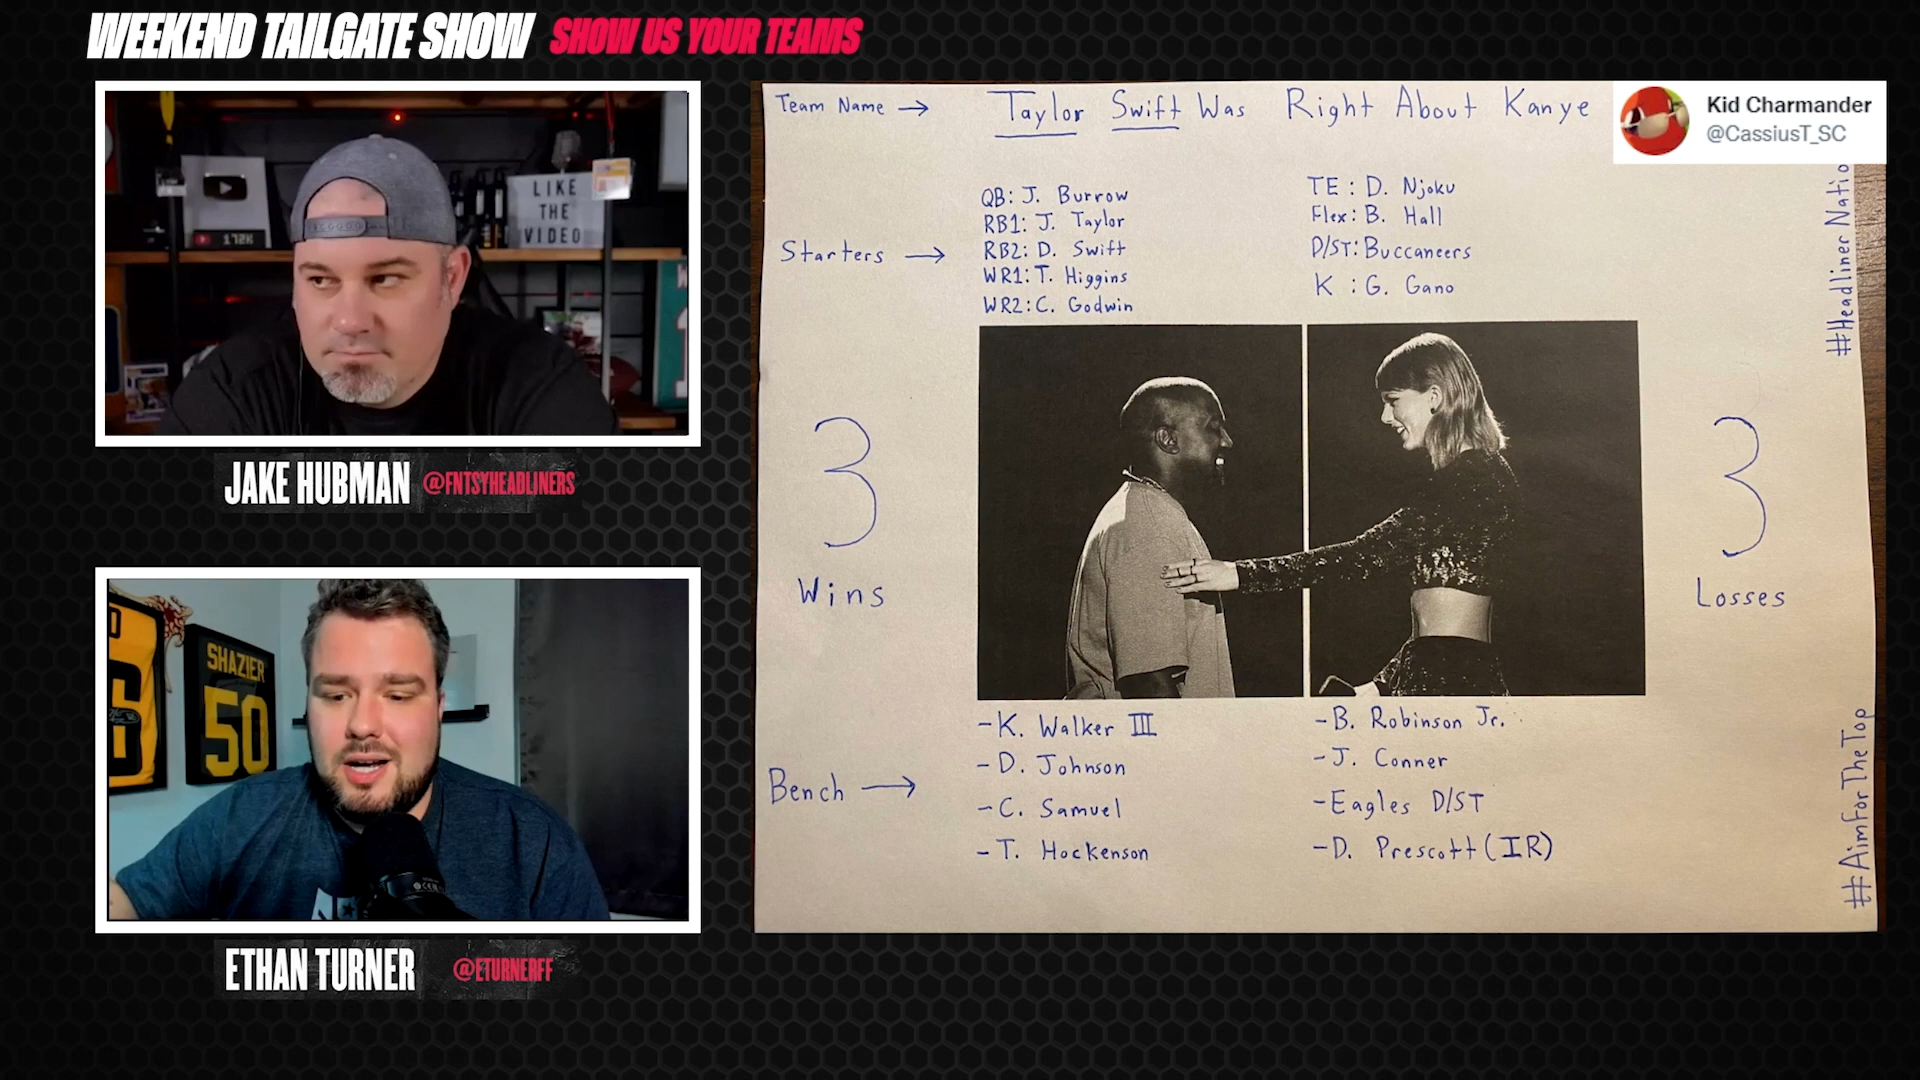 WEEKEND TAILGATE SHOW SHOW US YOUR TEAMS
172K
LIKE
THE
VIDEO
JAKE HUBMAN @FNTSYHEADLINERS
SHAZIER
50
ETHAN TURNER @ETURNERFF
Team Name → Taylor Swift Was Right About Kanye
Kid Charmander
@CassiusT_SC
Starters →
QB: J. Burrow
RB1: J. Taylor
RB2: D. Swift
WR1: T. Higgins
WR2: C. Godwin
TE : D. Njoku
Flex: B. Hall
D/ST: Buccaneers
K : G. Gano
3
Wins
3
Losses
Bench →
-K. Walker III
-D. Johnson
-C. Samuel
-T. Hockenson
-B. Robinson Jr.
-J. Conner
-Eagles D/ST
-D. Prescott (IR)
#Headliner Natio
#AimForTheTop